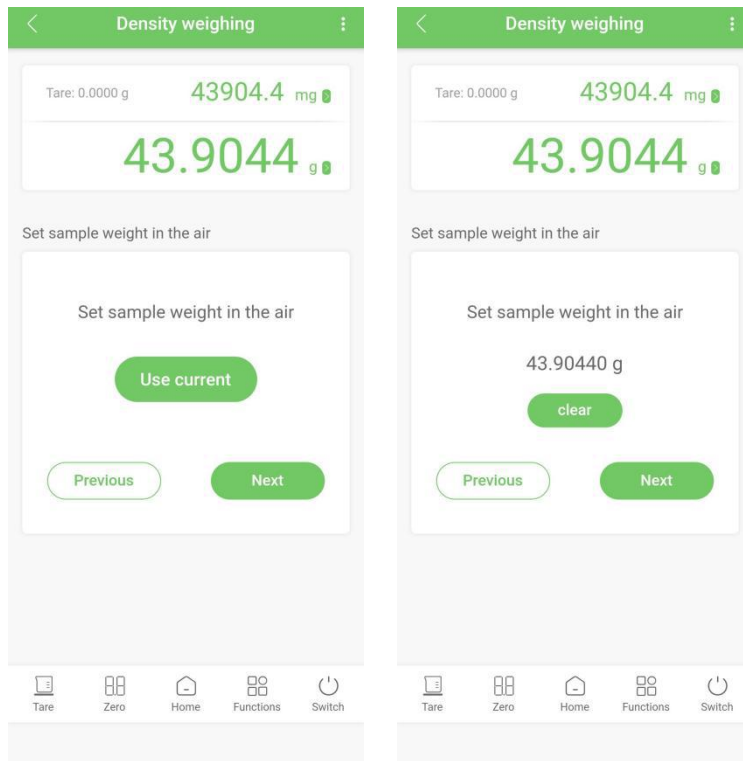 Density weighing
Tare: 0.0000 g 43904.4 mg
43.9044 g
Set sample weight in the air
Set sample weight in the air
Use current
Previous Next
Tare Zero Home Functions Switch
Density weighing
Tare: 0.0000 g 43904.4 mg
43.9044 g
Set sample weight in the air
Set sample weight in the air
43.90440 g
clear
Previous Next
Tare Zero Home Functions Switch